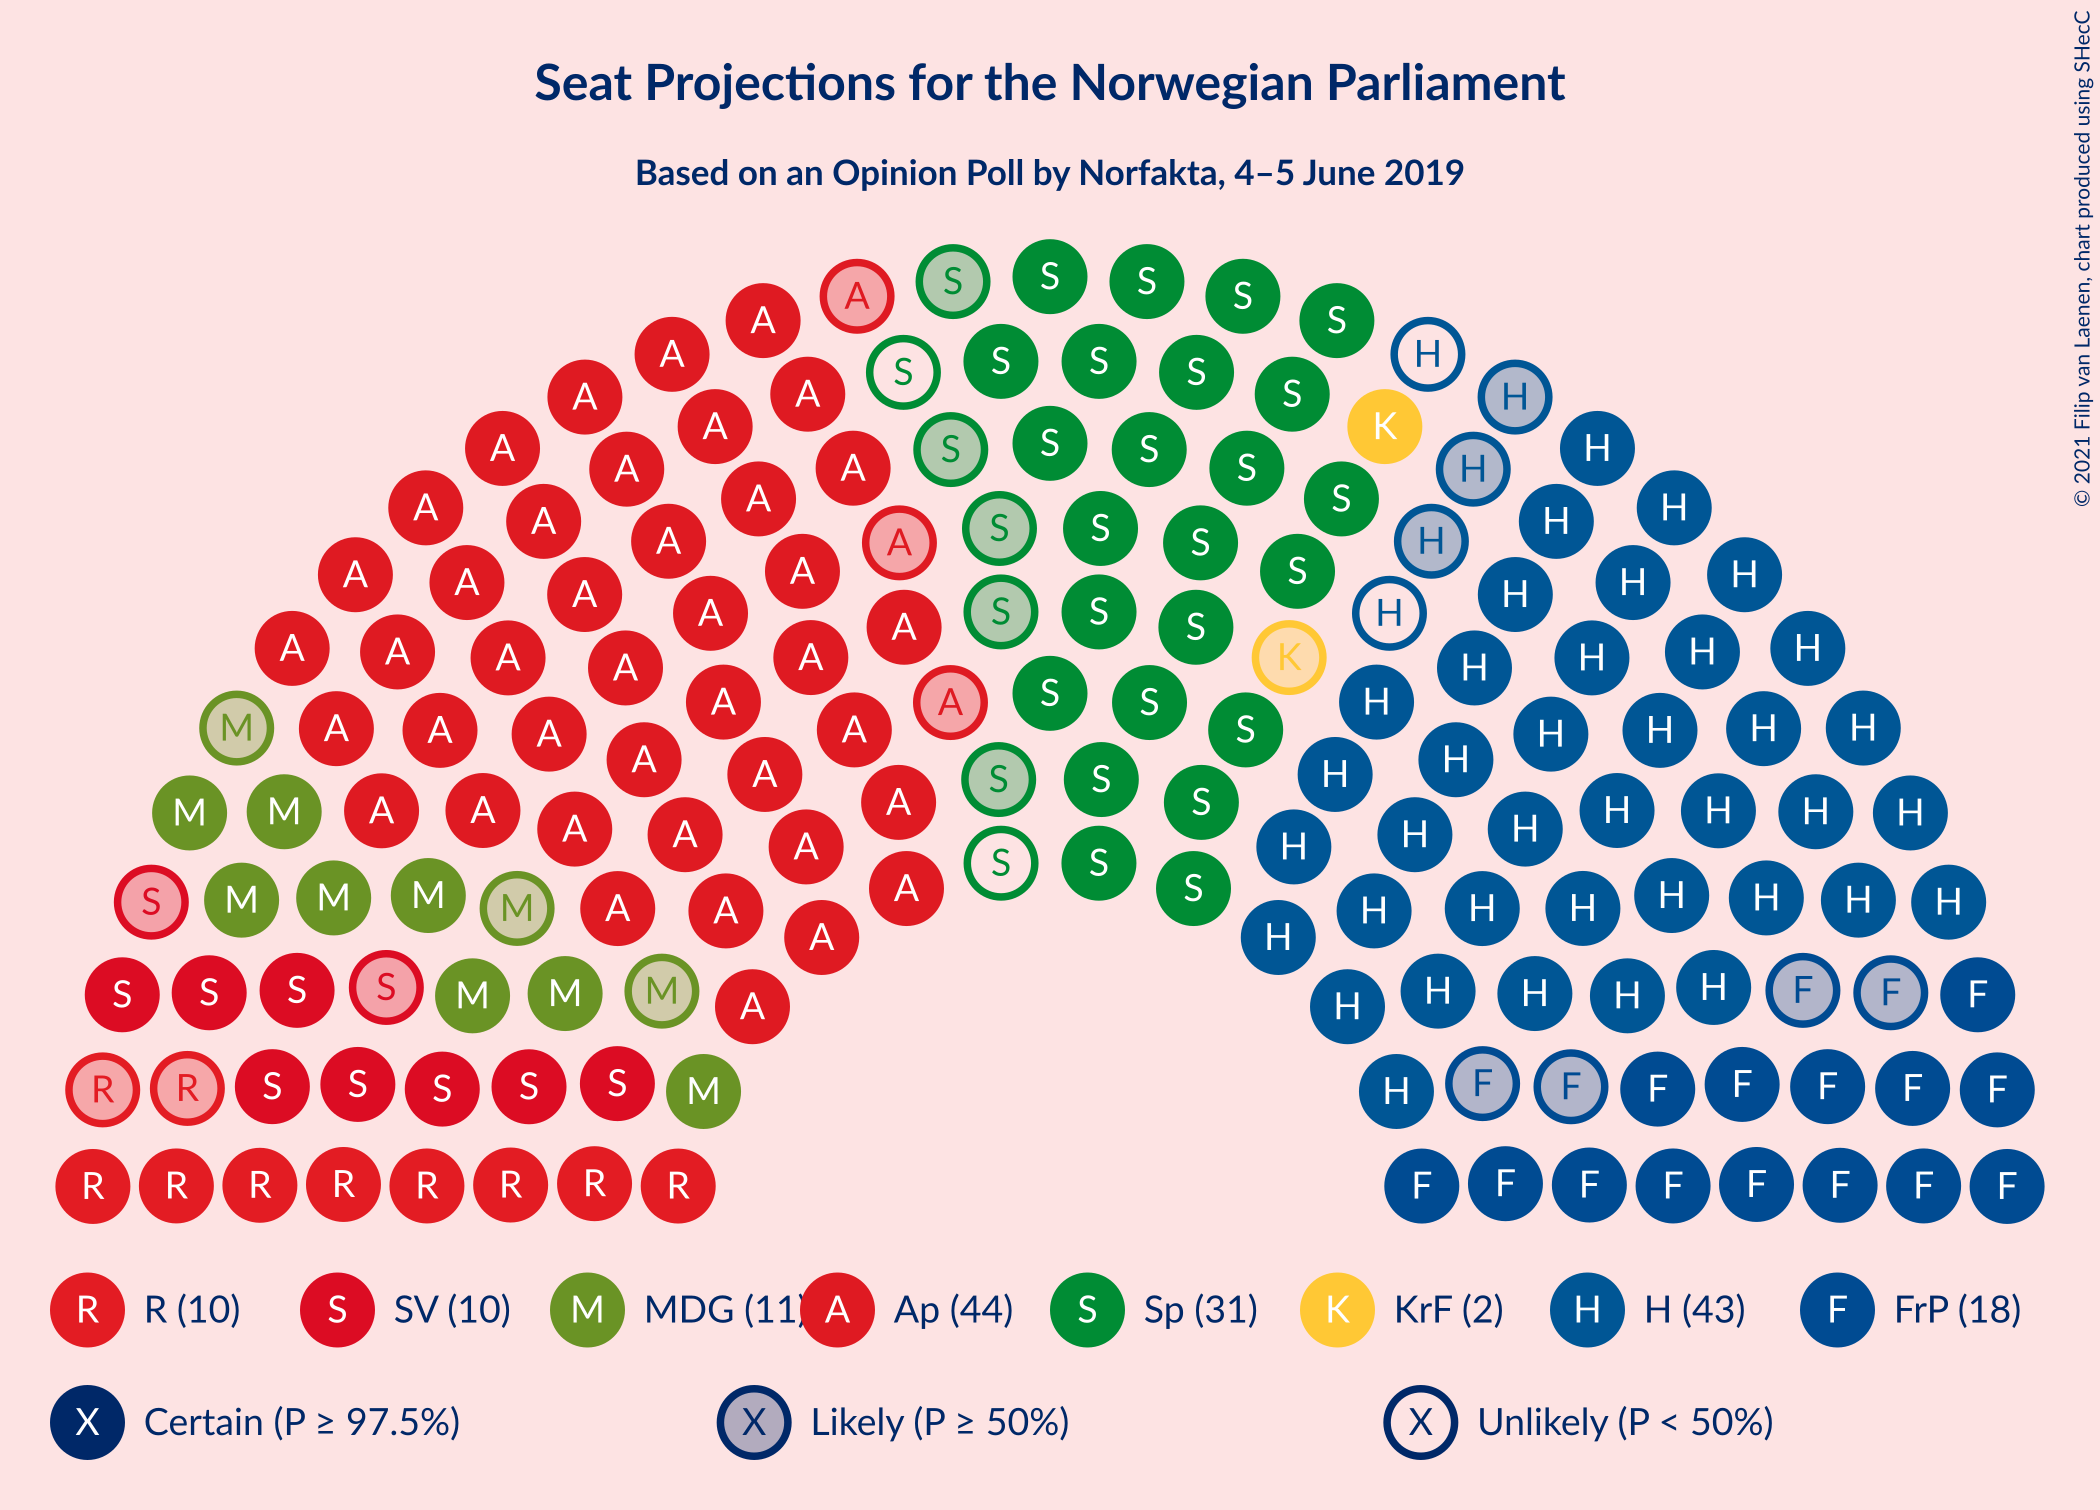 Seat Projections for the Norwegian Parliament
Based on an Opinion Poll by Norfakta, 4–5 June 2019
© 2021 Filip van Laenen, chart produced using SHecC
A S S S S S H H
A A A S S S S S K H H H
A A A A S S S S S H H H
A A A A A S S S S H H H H
A A A A A A S S S K H H H H H
M A A A A A A A S S S H H H H H H
M M A A A A A A A S S S H H H H H H H
S M M M M A A A A S S S H H H H H H H H
S S S S M M M A H H H H H F F F
R R S S S S S M H F F F F F F F
R R R R R R R R F F F F F F F F
R R (10) S SV (10) M MDG (11) A Ap (44) S Sp (31) K KrF (2) H H (43) F FrP (18)
X Certain (P ≥ 97.5%) X Likely (P ≥ 50%) X Unlikely (P < 50%)